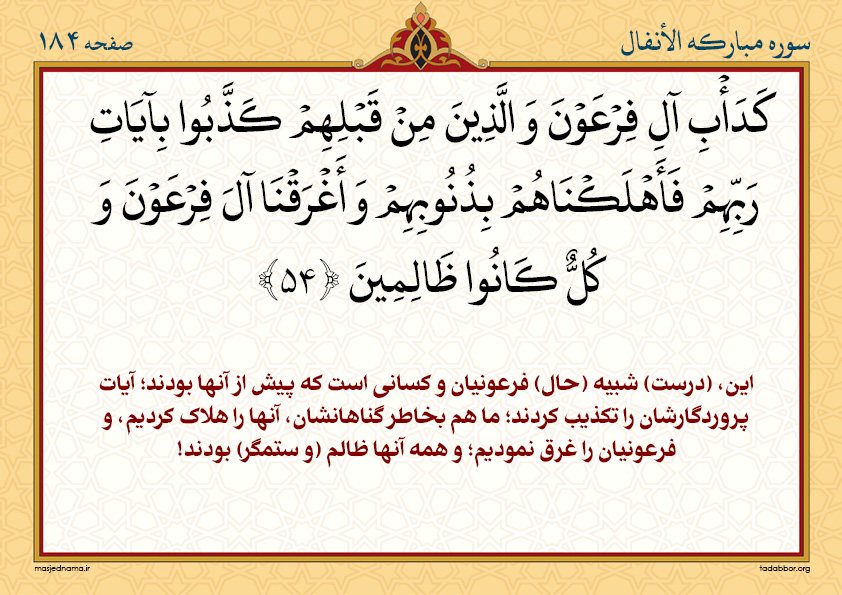 سوره مبارکه الأنفال
صفحه ۱۸۴
كَدَأْبِ آلِ فِرْعَوْنَ وَ الَّذِينَ مِنْ قَبْلِهِمْ كَذَّبُوا بِآيَاتِ
رَبِّهِمْ فَأَهْلَكْنَاهُمْ بِذُنُوبِهِمْ وَ أَغْرَقْنَا آلَ فِرْعَوْنَ وَ
كُلٌّ كَانُوا ظَالِمِينَ ﴿۵۴﴾
این، (درست) شبیه (حال) فرعونیان و کسانی است که پیش از آنها بودند؛ آیات
پروردگارشان را تکذیب کردند؛ ما هم بخاطر گناهانشان، آنها را هلاک کردیم، و
فرعونیان را غرق نمودیم؛ و همه آنها ظالم (و ستمگر) بودند!
masjednama.ir
tadabbor.org